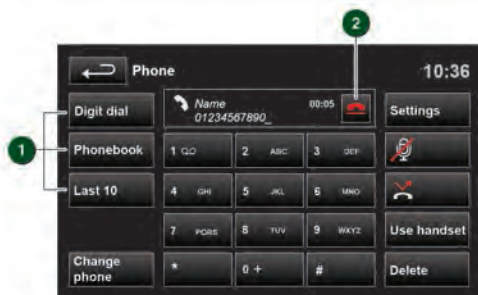 2
Phone 10:36
Digit dial
Name 00:05
01234567890_
Settings
1
Phonebook
1
2 ABC
3 DEF
Last 10
4 GHI
5 JKL
6 MNO
7 PQRS
8 TUV
9 WXYZ
Use handset
Change
phone
*
0 +
#
Delete